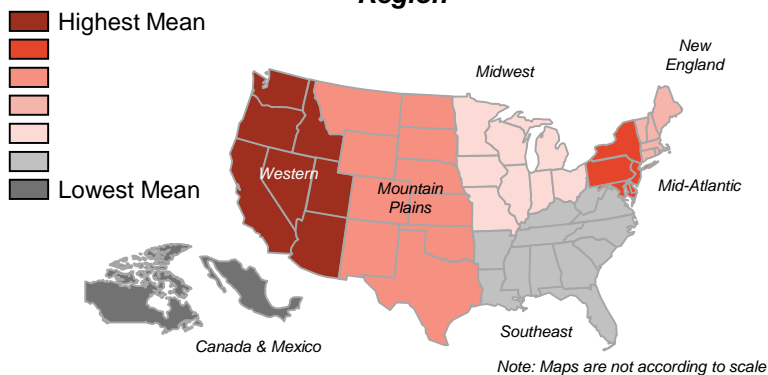 Region
Highest Mean
Lowest Mean
New
England
Midwest
Western
Mountain
Plains
Mid-Atlantic
Southeast
Canada & Mexico
Note: Maps are not according to scale